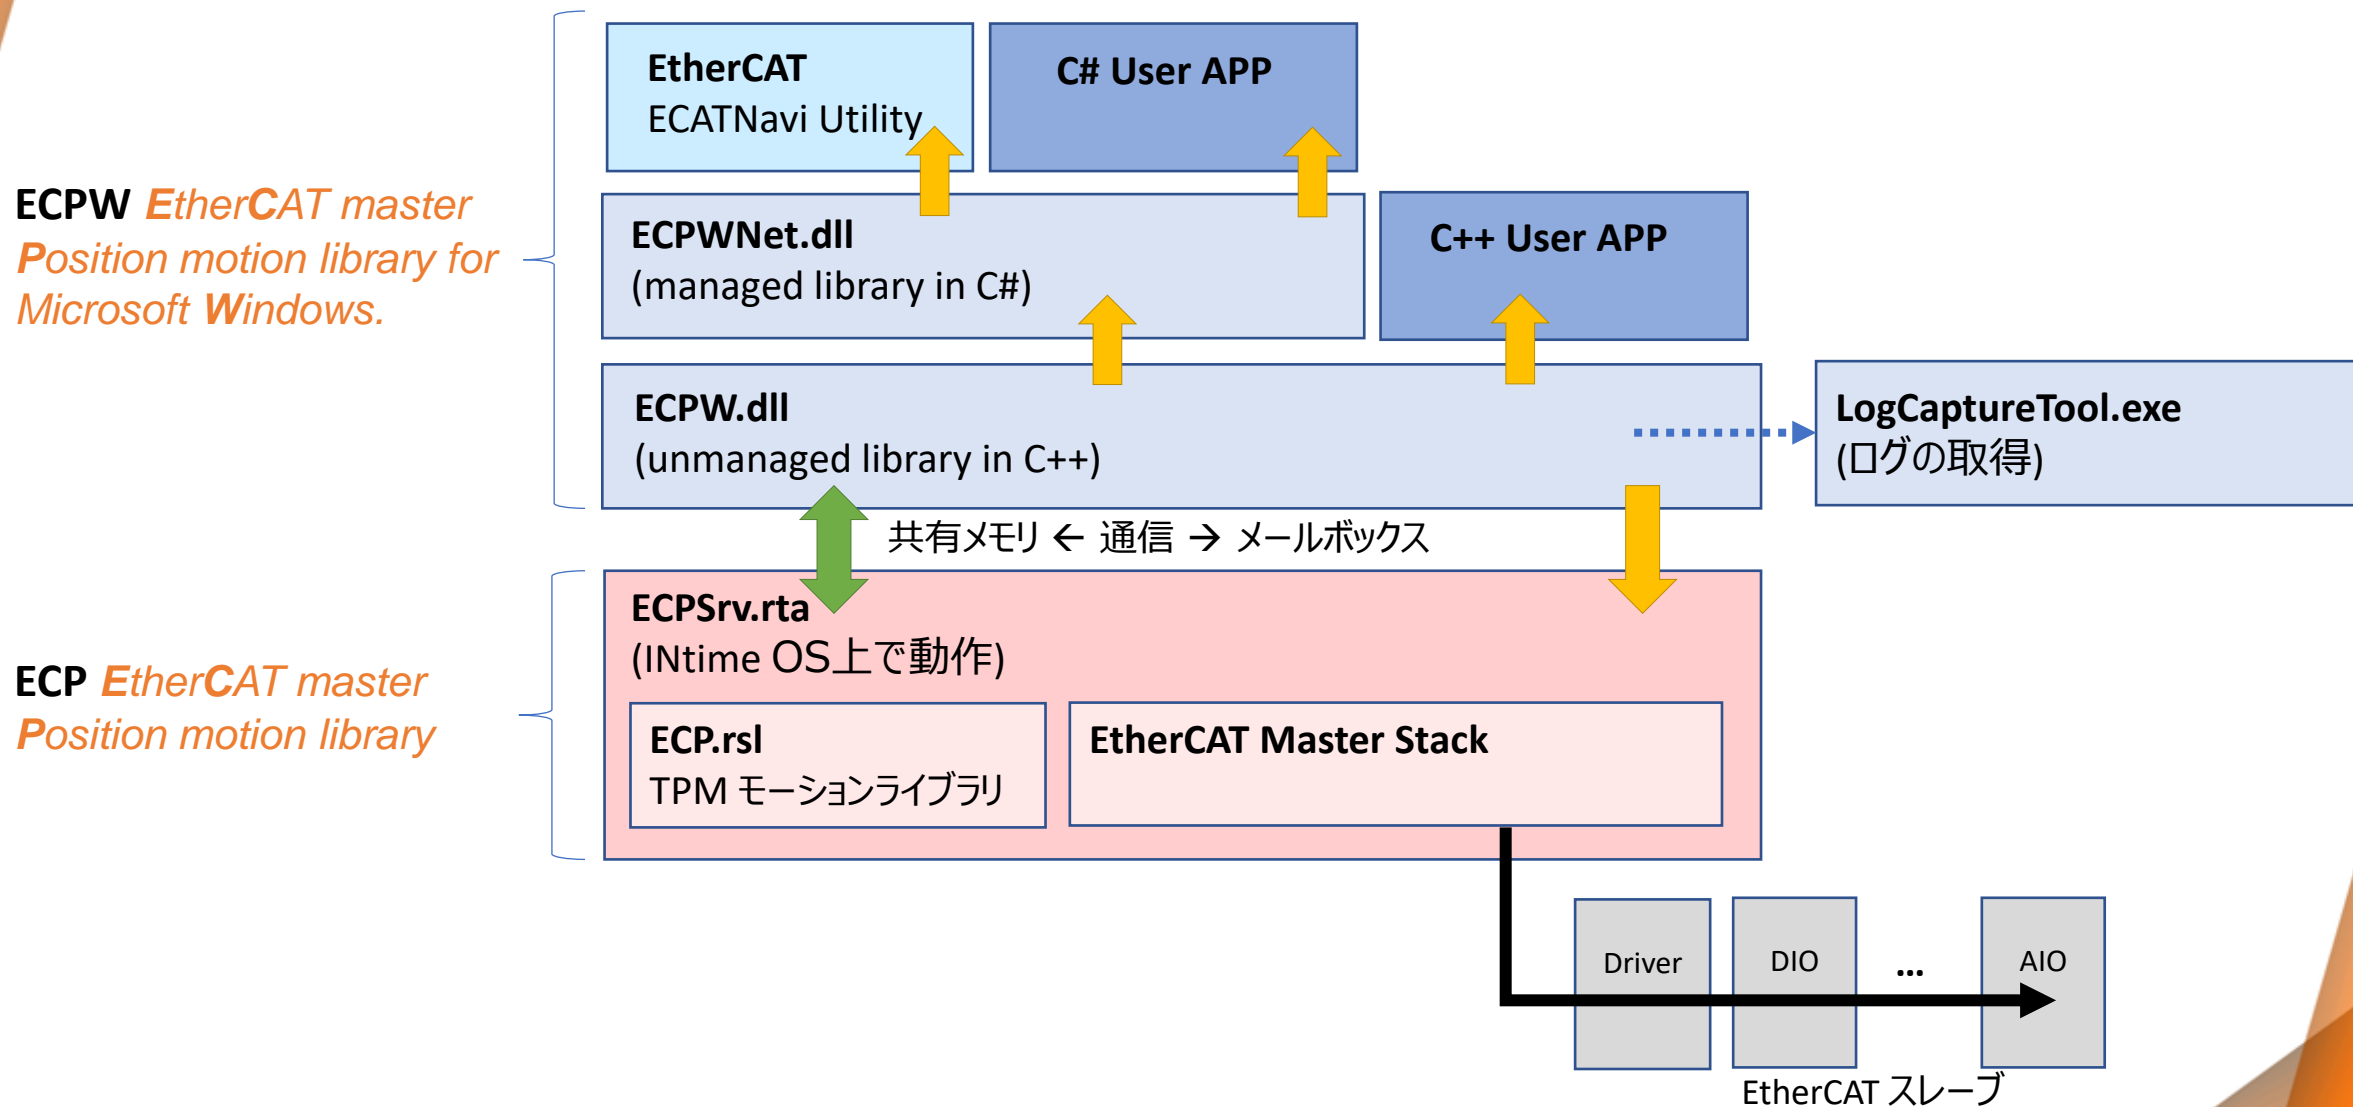 EtherCAT
ECATNavi Utility
C# User APP
ECPW EtherCAT master
Position motion library for
Microsoft Windows.
ECPWNet.dll
(managed library in C#)
C++ User APP
ECPW.dll
(unmanaged library in C++)
LogCaptureTool.exe
(ログの取得)
共有メモリ ← 通信 → メールボックス
ECPSrv.rta
(INtime OS上で動作)
ECP EtherCAT master
Position motion library
ECP.rsl
TPM モーションライブラリ
EtherCAT Master Stack
Driver
DIO
...
AIO
EtherCAT スレーブ